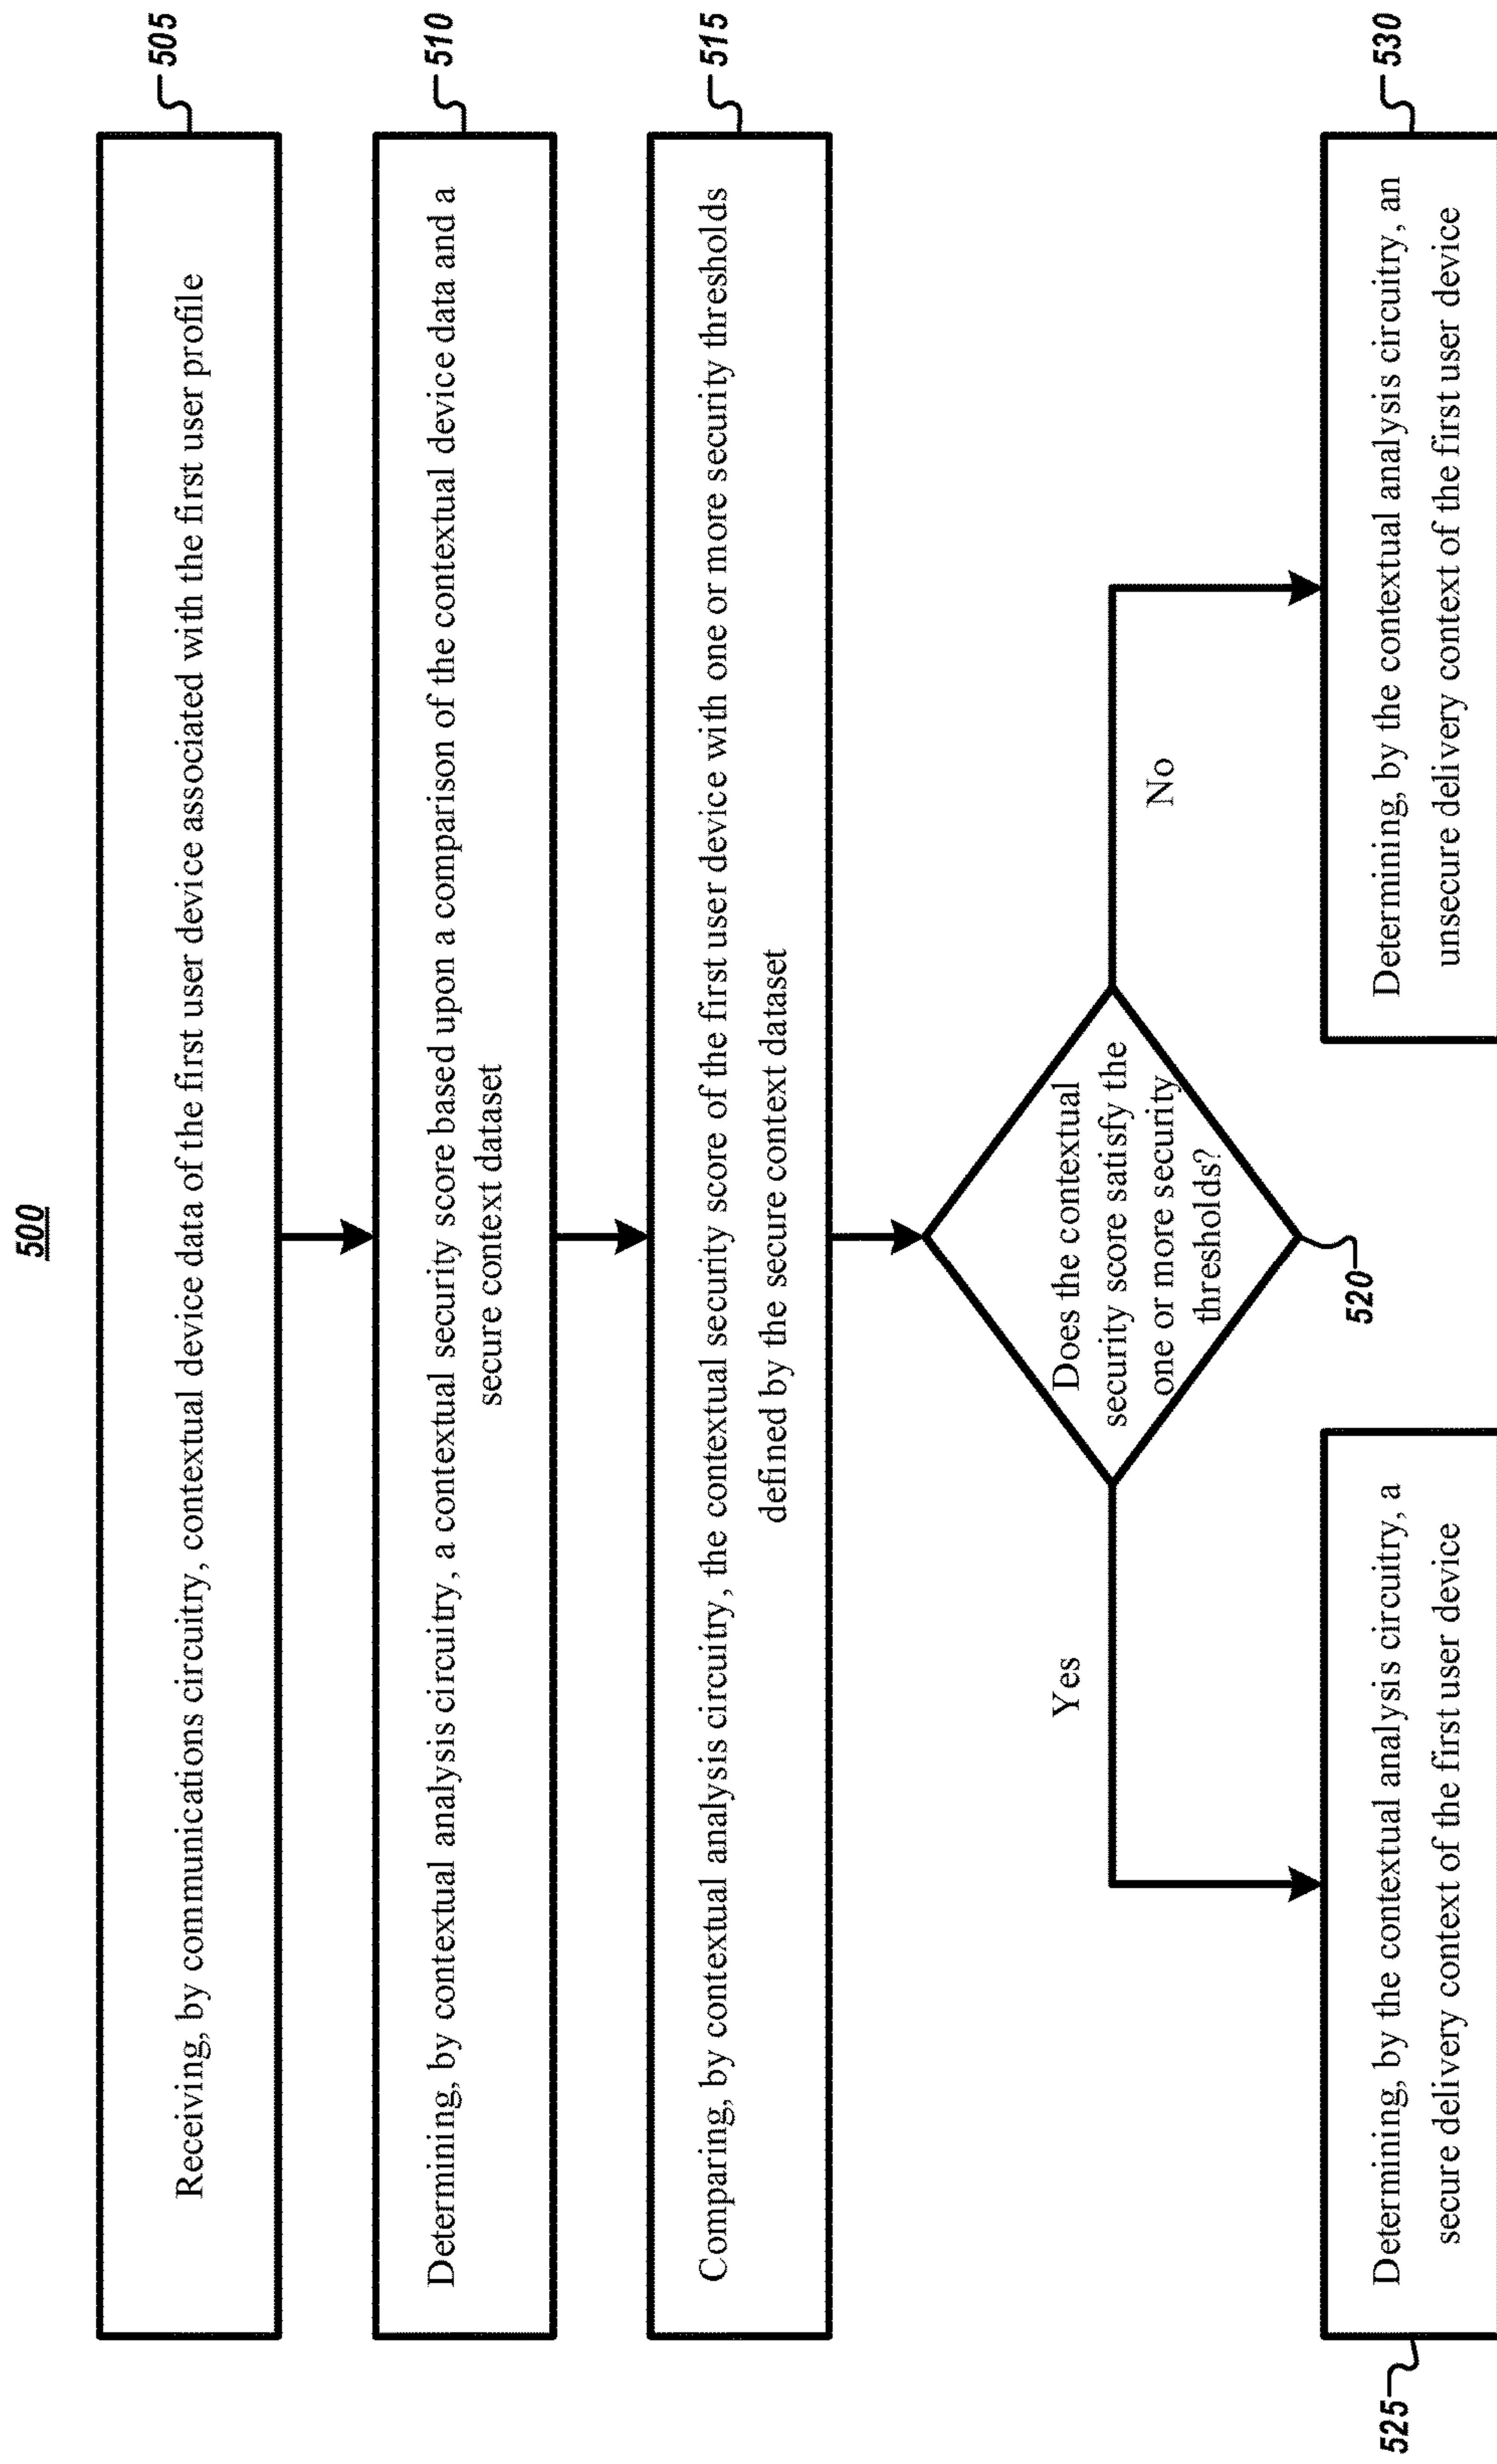 500
Receiving, by communications circuitry, contextual device data of the first user device associated with the first user profile
505
Determining, by contextual analysis circuitry, a contextual security score based upon a comparison of the contextual device data and a
secure context dataset
510
Comparing, by contextual analysis circuitry, the contextual security score of the first user device with one or more security thresholds
defined by the secure context dataset
515
Does the contextual
security score satisfy the
one or more security
thresholds?
520
Yes
No
Determining, by the contextual analysis circuitry, a
secure delivery context of the first user device
525
Determining, by the contextual analysis circuitry, an
unsecure delivery context of the first user device
530